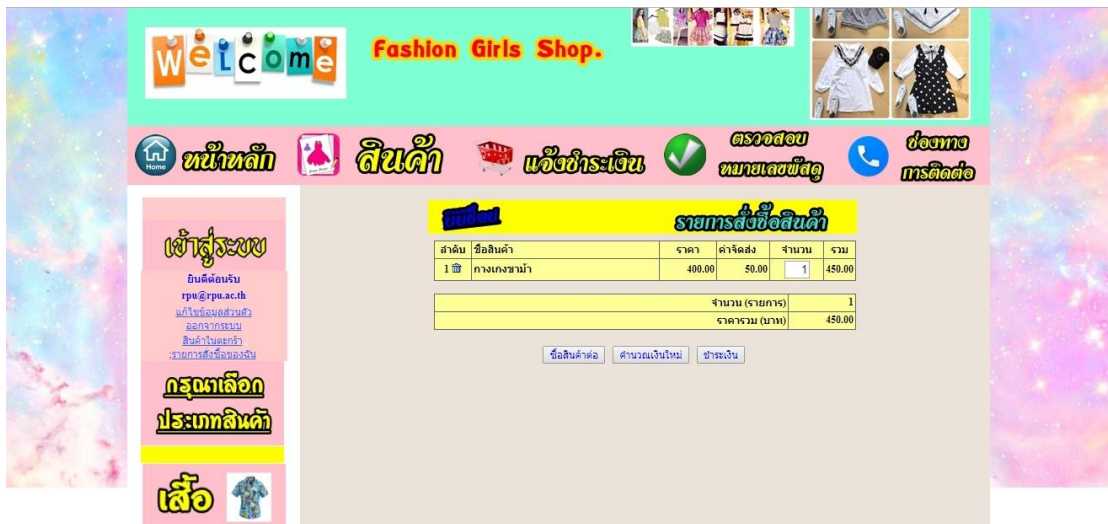 Welcome
Fashion Girls Shop.
Home
หน้าหลัก
สินค้า
แจ้งชำระเงิน
ตรวจสอบ
หมายเลขพัสดุ
ช่องทาง
การติดต่อ
เข้าสู่ระบบ
ยินดีต้อนรับ
rpu@rpu.ac.th
แก้ไขข้อมูลส่วนตัว
ออกจากระบบ
สินค้าในตะกร้า
รายการสั่งซื้อของฉัน
กรุณาเลือก
ประเภทสินค้า
เสื้อ
รายการสั่งซื้อสินค้า
ลำดับ ชื่อสินค้า ราคา ค่าจัดส่ง จำนวน รวม
1 กางเกงขาม้า 400.00 50.00 1 450.00
จำนวน (รายการ) 1
ราคารวม (บาท) 450.00
ซื้อสินค้าต่อ คำนวณเงินใหม่ ชำระเงิน